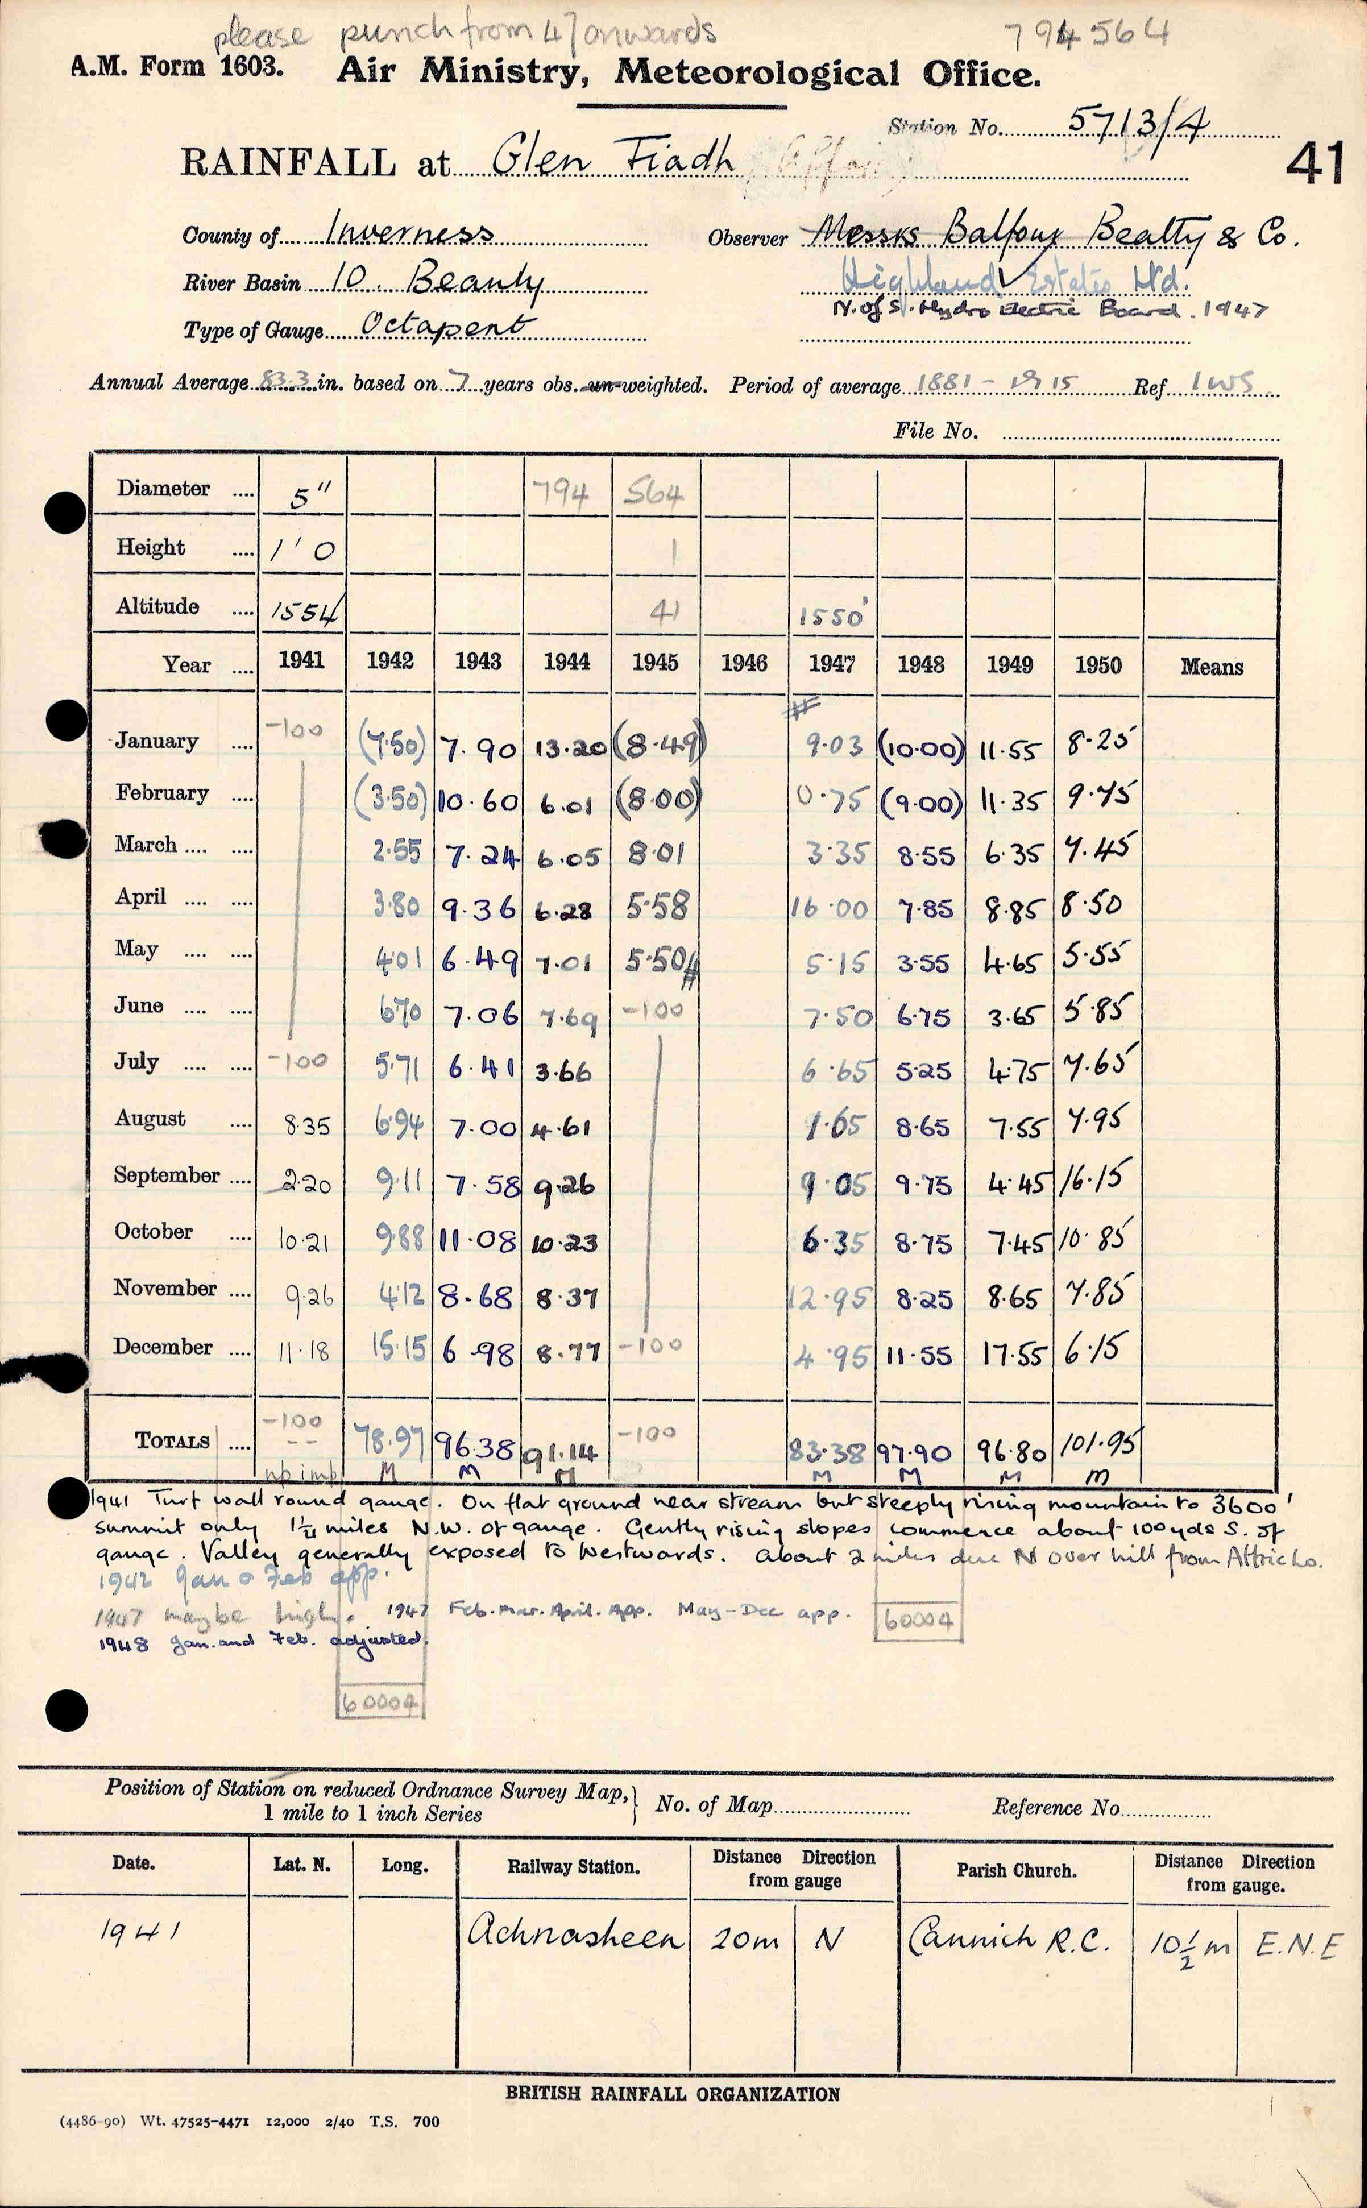 please punch from 47 onwards 794564
A.M. Form 1603. Air Ministry, Meteorological Office.
Station No. 5713/4
RAINFALL at Glen Fiadh, Affric 41
County of Inverness Observer Messrs Balfour Beatty & Co.
River Basin 10. Beauly Highland Estates Ltd.
N. of S. Hydro Electric Board. 1947
Type of Gauge Octapent
Annual Average 83.3 in. based on 7 years obs. un-weighted. Period of average 1881 - 1915 Ref. IWS
File No.
Diameter .... 5" 794 564
Height .... 1' 0 1
Altitude .... 1554 41 1550'
Year .... 1941 1942 1943 1944 1945 1946 1947 1948 1949 1950 Means
#
January .... -100 (7.50) 7.90 13.20 (8.49) 9.03 (10.00) 11.55 8.25
February .... (3.50) 10.60 6.01 (8.00) 0.75 (9.00) 11.35 9.75
March .... .... 2.55 7.24 6.05 8.01 3.35 8.55 6.35 7.45
April .... .... 3.80 9.36 6.28 5.58 16.00 7.85 8.85 8.50
May .... .... 4.01 6.49 7.01 5.50# 5.15 3.55 4.65 5.55
June .... .... 6.70 7.06 7.69 -100 7.50 6.75 3.65 5.85
July .... .... -100 5.71 6.41 3.66 6.65 5.25 4.75 7.65
August .... 8.35 6.94 7.00 4.61 1.65 8.65 7.55 7.95
September .... 2.20 9.11 7.58 9.26 9.05 9.75 4.45 16.15
October .... 10.21 9.88 11.08 10.23 6.35 8.75 7.45 10.85
November .... 9.26 4.12 8.68 8.37 12.95 8.25 8.65 7.85
December .... 11.18 15.15 6.98 8.77 -100 4.95 11.55 17.55 6.15
TOTALS .... -100 -- 78.97 96.38 91.14 -100 83.38 97.90 96.80 101.95
np imp M M M M M M M
1941 Turf wall round gauge. On flat ground near stream but steeply rising mountain to 3600'
summit only miles N.W. of gauge. Gently rising slopes commence about 100yds S. of
gauge. Valley generally exposed to Westwards. About 2 miles due N over hill from
1942 Jan & Feb app.
1947 maybe high. 1947 Feb. Mar. April. App. May-Dec app. 60004
1948 Jan. and Feb. adjusted.
60004
Position of Station on reduced Ordnance Survey Map, } No. of Map Reference No.
1 mile to 1 inch Series
Date. Lat. N. Long. Railway Station. Distance Direction from gauge Parish Church. Distance Direction from gauge.
1941 Achnasheen 20m N Cannich R.C. 10½m E.N.E
BRITISH RAINFALL ORGANIZATION
(4486-90) Wt. 47525-4471 12,000 2/40 T.S. 700